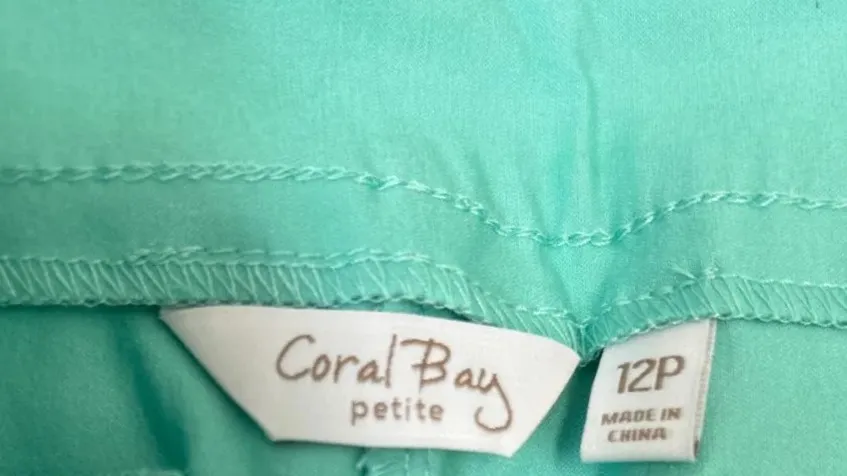 Coral Bay
petite
12P
MADE IN
CHINA